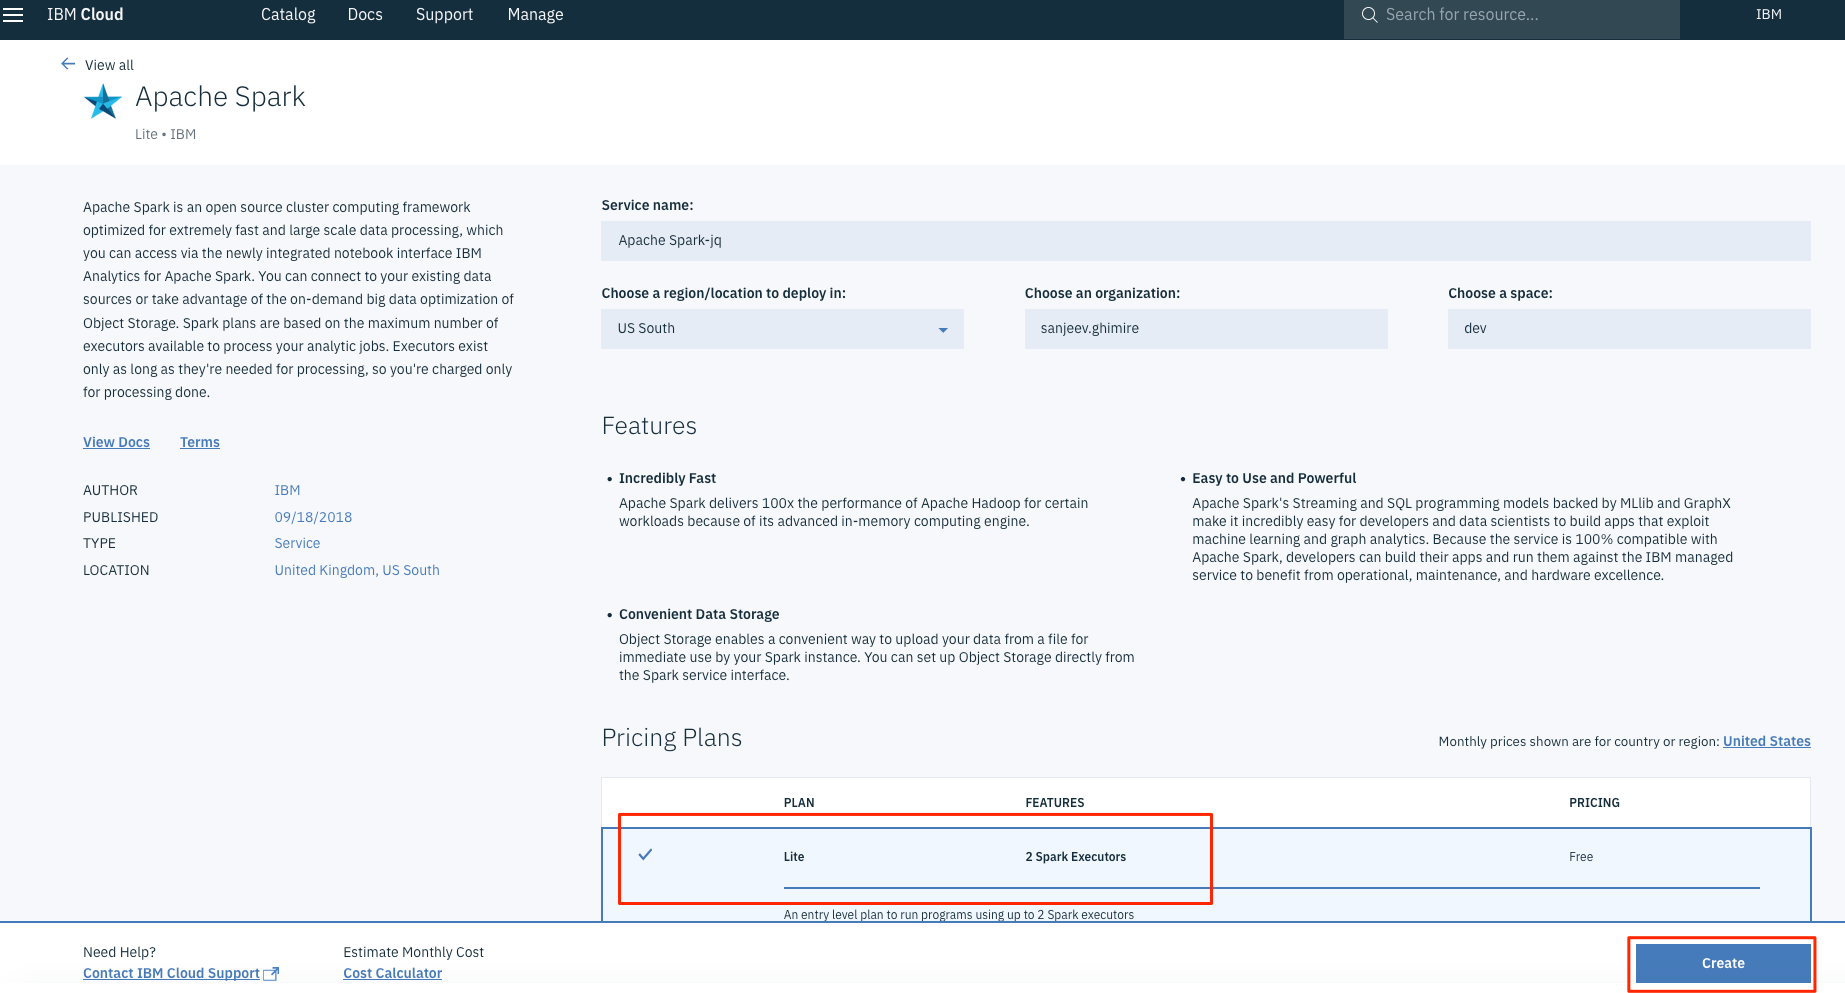 IBM Cloud
Catalog
Docs
Support
Manage
Search for resource...
IBM
View all
Apache Spark
Lite • IBM
Apache Spark is an open source cluster computing framework
optimized for extremely fast and large scale data processing, which
you can access via the newly integrated notebook interface IBM
Analytics for Apache Spark. You can connect to your existing data
sources or take advantage of the on-demand big data optimization of
Object Storage. Spark plans are based on the maximum number of
executors available to process your analytic jobs. Executors exist
only as long as they're needed for processing, so you're charged only
for processing done.
View Docs
Terms
AUTHOR IBM
PUBLISHED 09/18/2018
TYPE Service
LOCATION United Kingdom, US South
Service name:
Apache Spark-jq
Choose a region/location to deploy in:
US South
Choose an organization:
sanjeev.ghimire
Choose a space:
dev
Features
• Incredibly Fast
Apache Spark delivers 100x the performance of Apache Hadoop for certain
workloads because of its advanced in-memory computing engine.
• Easy to Use and Powerful
Apache Spark's Streaming and SQL programming models backed by MLlib and GraphX
make it incredibly easy for developers and data scientists to build apps that exploit
machine learning and graph analytics. Because the service is 100% compatible with
Apache Spark, developers can build their apps and run them against the IBM managed
service to benefit from operational, maintenance, and hardware excellence.
• Convenient Data Storage
Object Storage enables a convenient way to upload your data from a file for
immediate use by your Spark instance. You can set up Object Storage directly from
the Spark service interface.
Pricing Plans
Monthly prices shown are for country or region: United States
PLAN FEATURES PRICING
Lite 2 Spark Executors Free
An entry level plan to run programs using up to 2 Spark executors
Need Help?
Contact IBM Cloud Support
Estimate Monthly Cost
Cost Calculator
Create